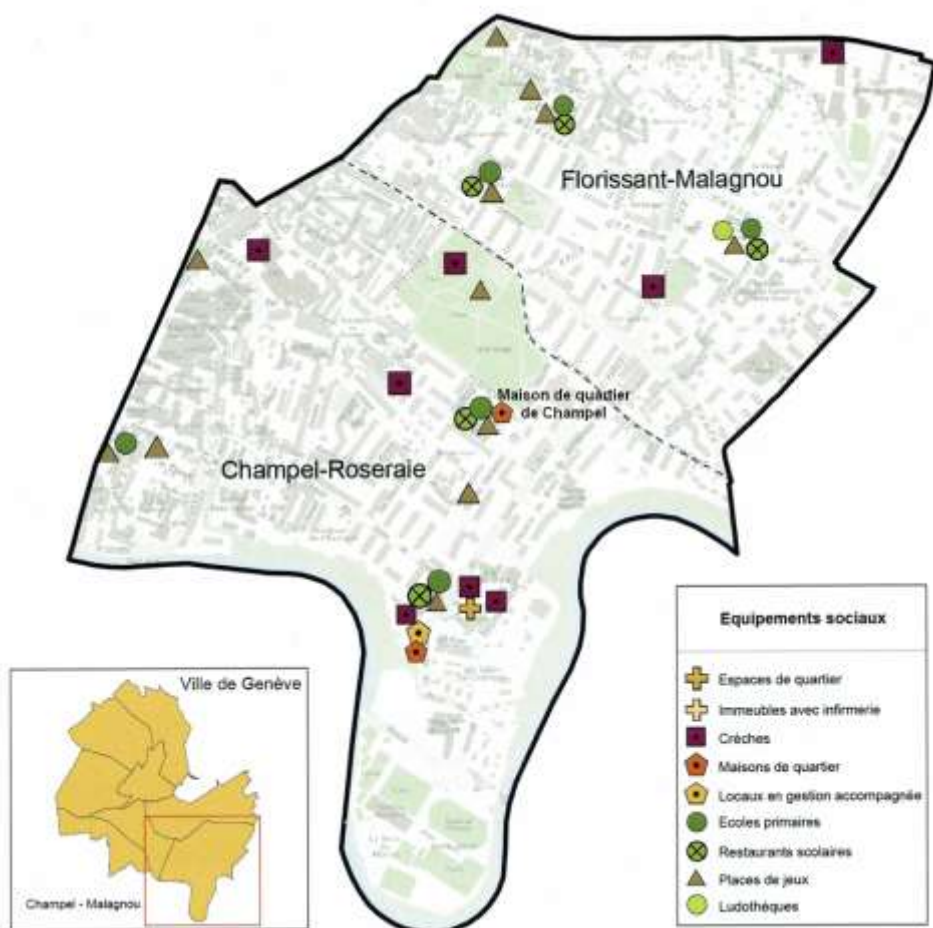 Florissant-Malagnou
Maison de quartier
de Champel
Champel-Roseraie
Equipements sociaux
Espaces de quartier
Immeubles avec infirmerie
Crèches
Maisons de quartier
Locaux en gestion accompagnée
Ecoles primaires
Restaurants scolaires
Places de jeux
Ludothèques
Ville de Genève
Champel - Malagnou